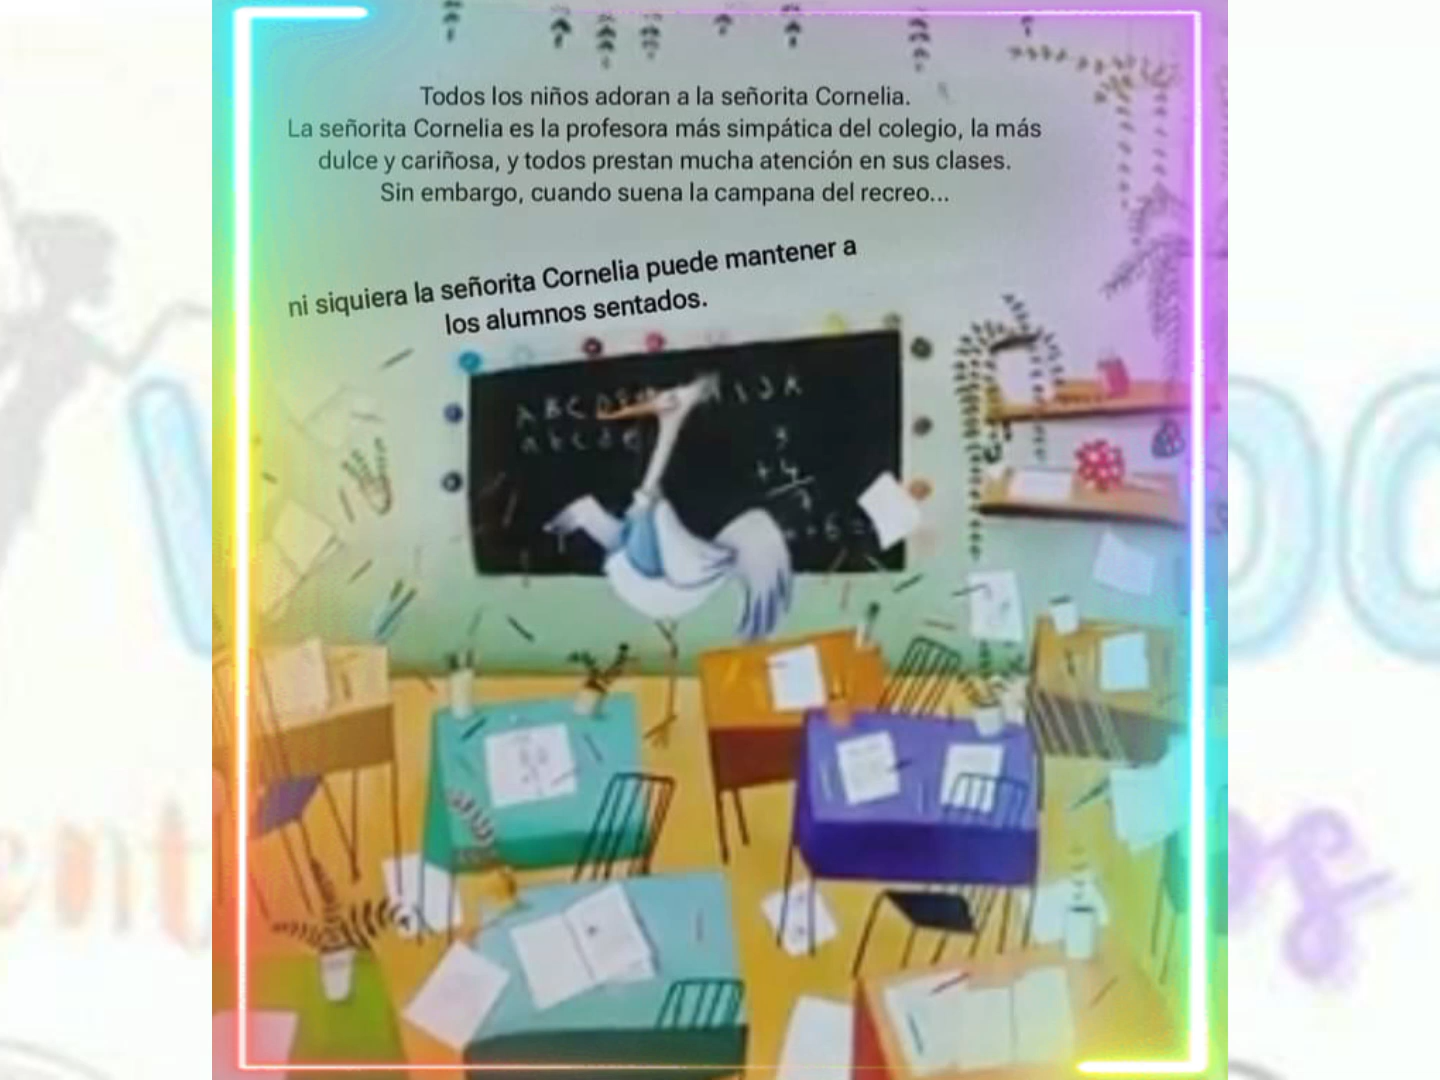 Todos los niños adoran a la señorita Cornelia.
La señorita Cornelia es la profesora más simpática del colegio, la más
dulce y cariñosa, y todos prestan mucha atención en sus clases.
Sin embargo, cuando suena la campana del recreo...
ni siquiera la señorita Cornelia puede mantener a
los alumnos sentados.